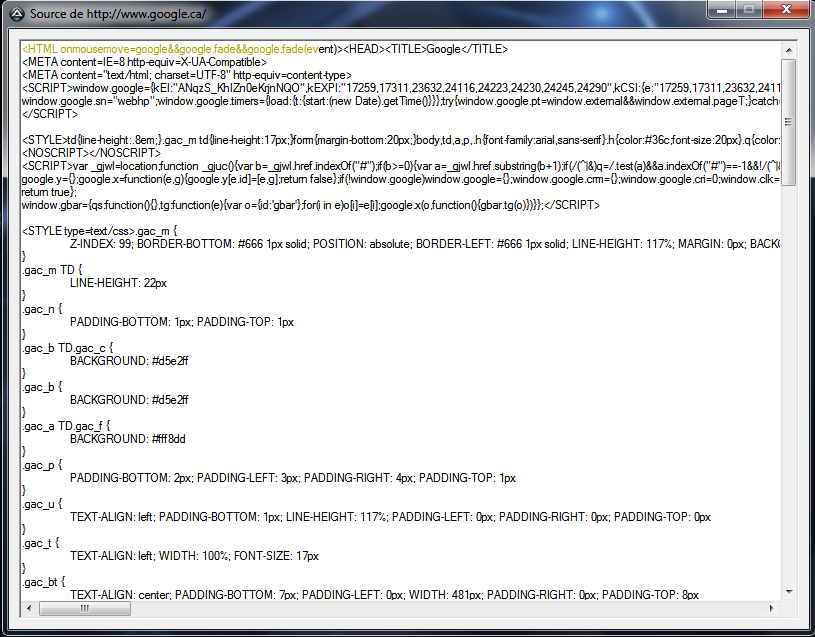 Source de http://www.google.ca/
<HTML onmousemove=google&&google.fade&&google.fade(event)><HEAD><TITLE>Google</TITLE>
<META content=IE=8 http-equiv=X-UA-Compatible>
<META content="text/html; charset=UTF-8" http-equiv=content-type>
<SCRIPT>window.google={kEI:"ANqzS_KhIZn0eKrjnNQO",kEXPI:"17259,17311,23632,24116,24223,24230,24245,24290",kCSI:{e:"17259,17311,23632,2411
window.google.sn="webhp";window.google.timers={load:{t:{start:(new Date).getTime()}}};try{window.google.pt=window.external&&window.external.pageT;}catch
</SCRIPT>
<STYLE>td{line-height:.8em;}.gac_m td{line-height:17px;}form{margin-bottom:20px;}body,td,a,p,.h{font-family:arial,sans-serif}.h{color:#36c;font-size:20px}.q{color:
<NOSCRIPT></NOSCRIPT>
<SCRIPT>var _gjwl=location;function _gjuc(){var b=_gjwl.href.indexOf("#");if(b>=0){var a=_gjwl.href.substring(b+1);if(/(^|&)q=/.test(a)&&a.indexOf("#")==-1&&!/(^|&
google.y={};google.x=function(e,g){google.y[e.id]=[e,g];return false};if(!window.google)window.google={};window.google.crm={};window.google.cri=0;window.clk=
return true};
window.gbar={qs:function(){},tg:function(e){var o={id:'gbar'};for(i in e)o[i]=e[i];google.x(o,function(){gbar.tg(o)})}};</SCRIPT>
<STYLE type=text/css>.gac_m {
Z-INDEX: 99; BORDER-BOTTOM: #666 1px solid; POSITION: absolute; BORDER-LEFT: #666 1px solid; LINE-HEIGHT: 117%; MARGIN: 0px; BACK
}
.gac_m TD {
LINE-HEIGHT: 22px
}
.gac_n {
PADDING-BOTTOM: 1px; PADDING-TOP: 1px
}
.gac_b TD.gac_c {
BACKGROUND: #d5e2ff
}
.gac_b {
BACKGROUND: #d5e2ff
}
.gac_a TD.gac_f {
BACKGROUND: #fff8dd
}
.gac_p {
PADDING-BOTTOM: 2px; PADDING-LEFT: 3px; PADDING-RIGHT: 4px; PADDING-TOP: 1px
}
.gac_u {
TEXT-ALIGN: left; PADDING-BOTTOM: 1px; LINE-HEIGHT: 117%; PADDING-LEFT: 0px; PADDING-RIGHT: 0px; PADDING-TOP: 0px
}
.gac_t {
TEXT-ALIGN: left; WIDTH: 100%; FONT-SIZE: 17px
}
.gac_bt {
TEXT-ALIGN: center; PADDING-BOTTOM: 7px; PADDING-LEFT: 0px; WIDTH: 481px; PADDING-RIGHT: 0px; PADDING-TOP: 8px